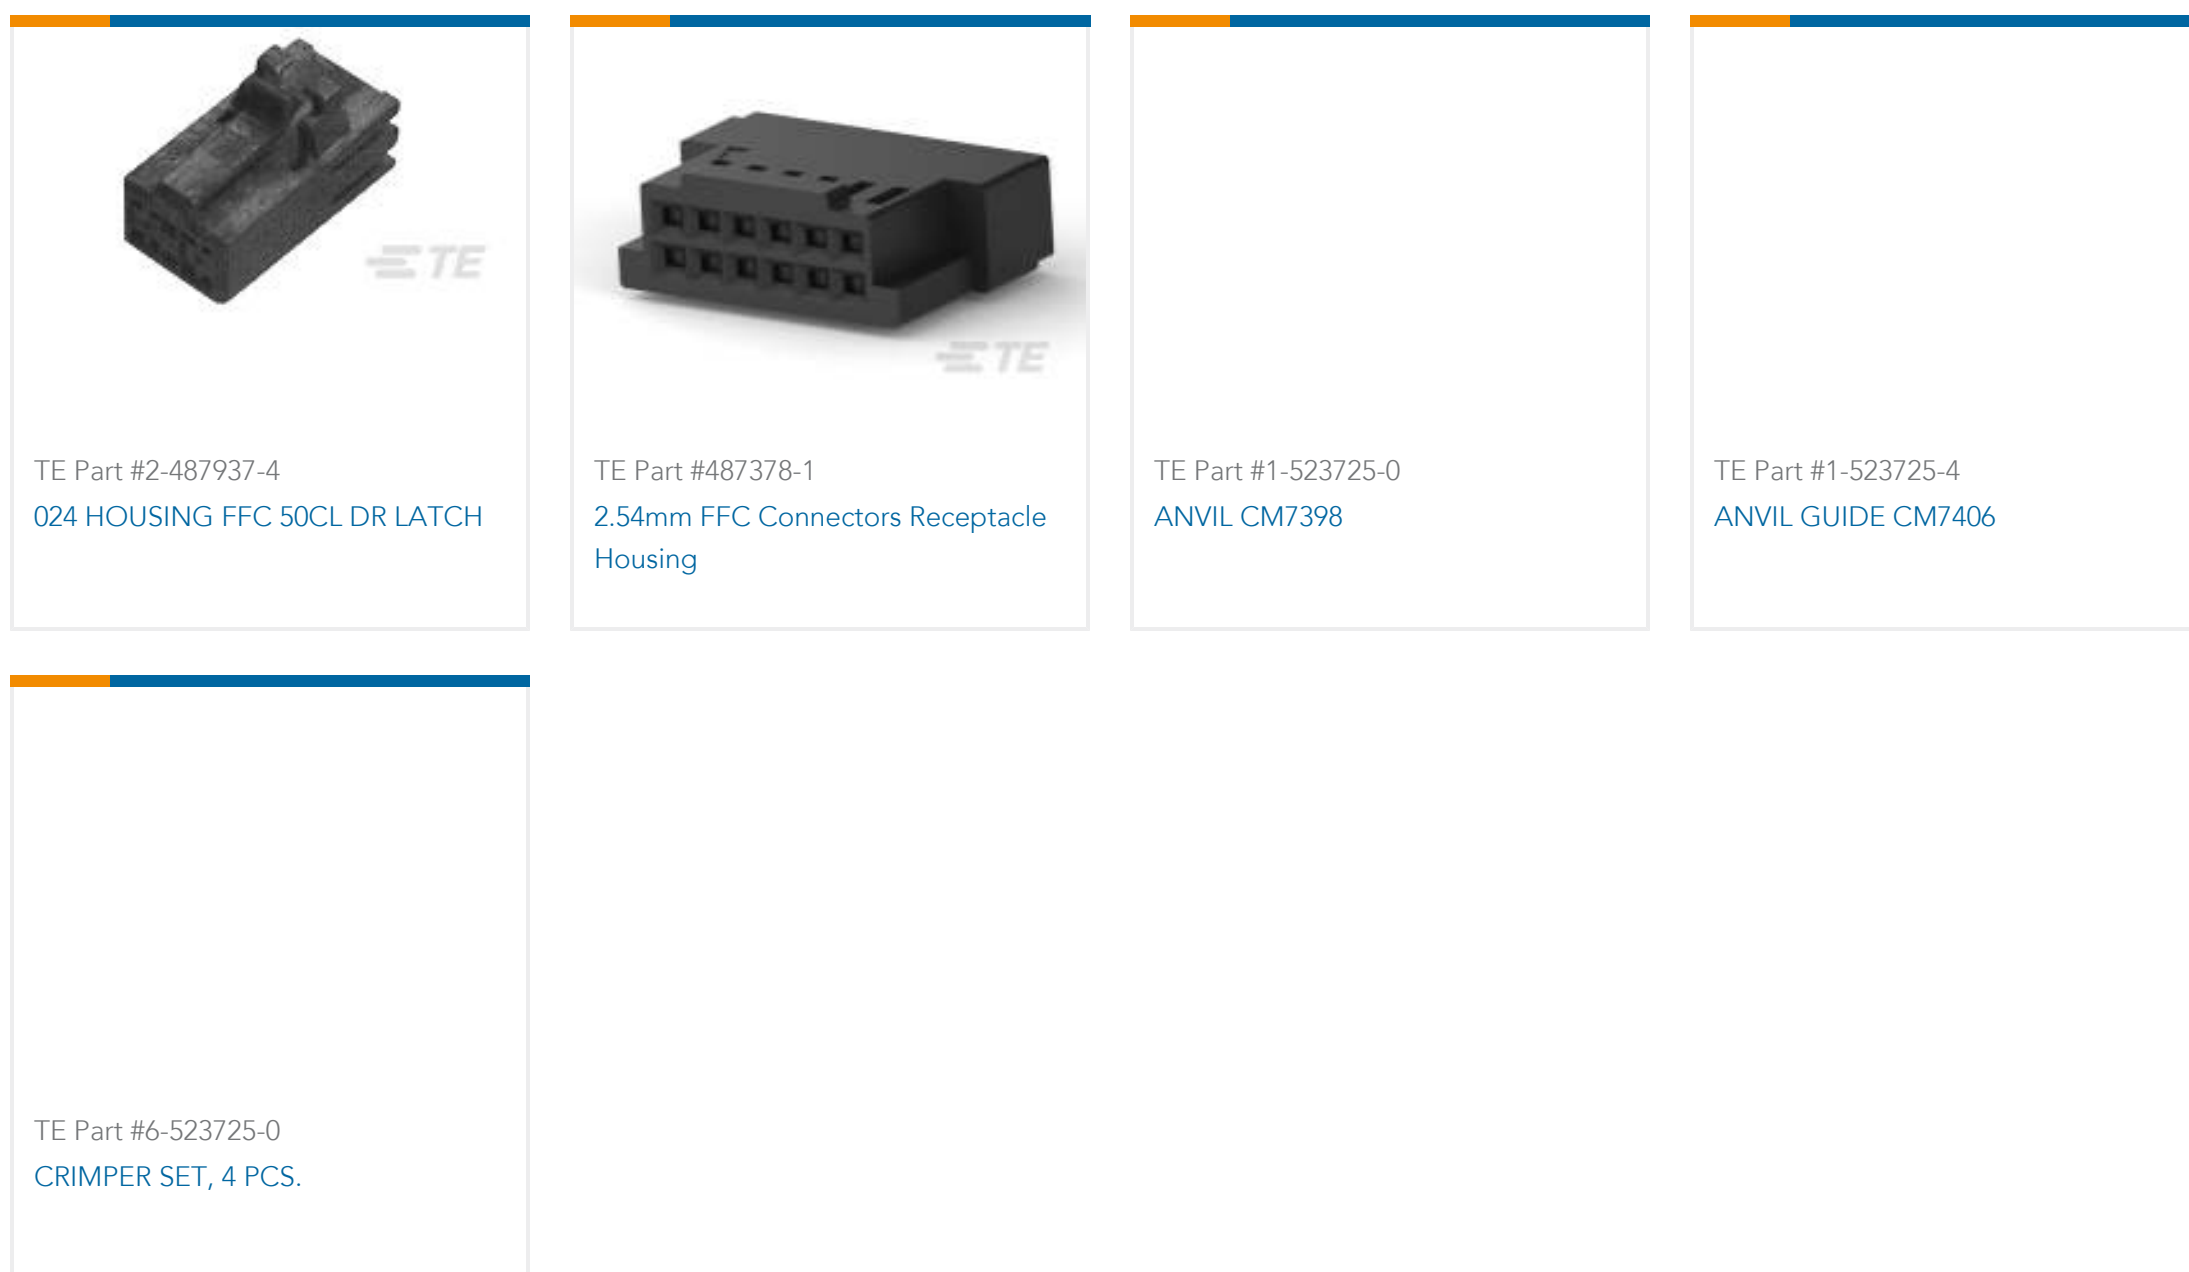 TE
TE
TE Part #2-487937-4
024 HOUSING FFC 50CL DR LATCH
TE Part #487378-1
2.54mm FFC Connectors Receptacle
Housing
TE Part #1-523725-0
ANVIL CM7398
TE Part #1-523725-4
ANVIL GUIDE CM7406
TE Part #6-523725-0
CRIMPER SET, 4 PCS.